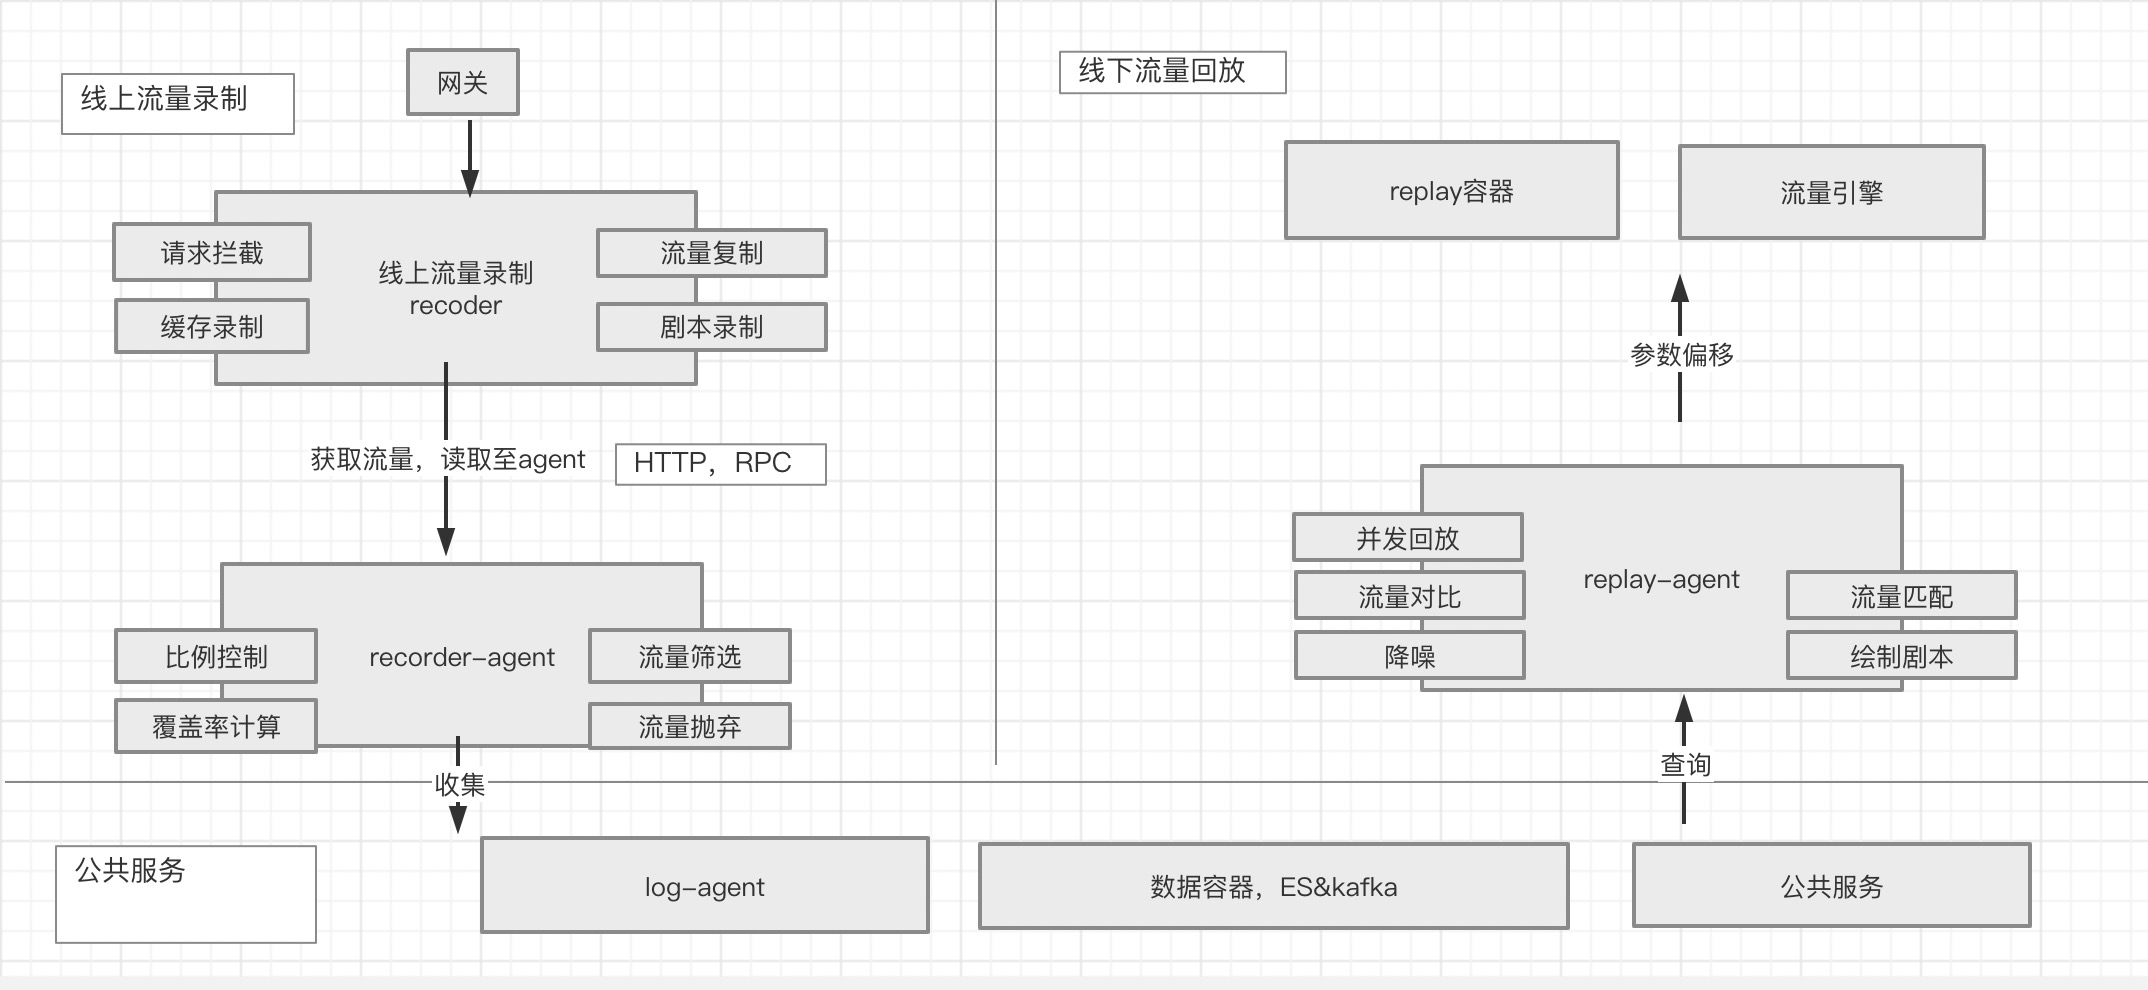 线上流量录制
网关
请求拦截
缓存录制
线上流量录制
recoder
流量复制
剧本录制
获取流量，读取至agent
HTTP，RPC
比例控制
覆盖率计算
recorder-agent
流量筛选
流量抛弃
收集
线下流量回放
replay容器
流量引擎
参数偏移
并发回放
流量对比
降噪
replay-agent
流量匹配
绘制剧本
查询
公共服务
log-agent
数据容器，ES&kafka
公共服务